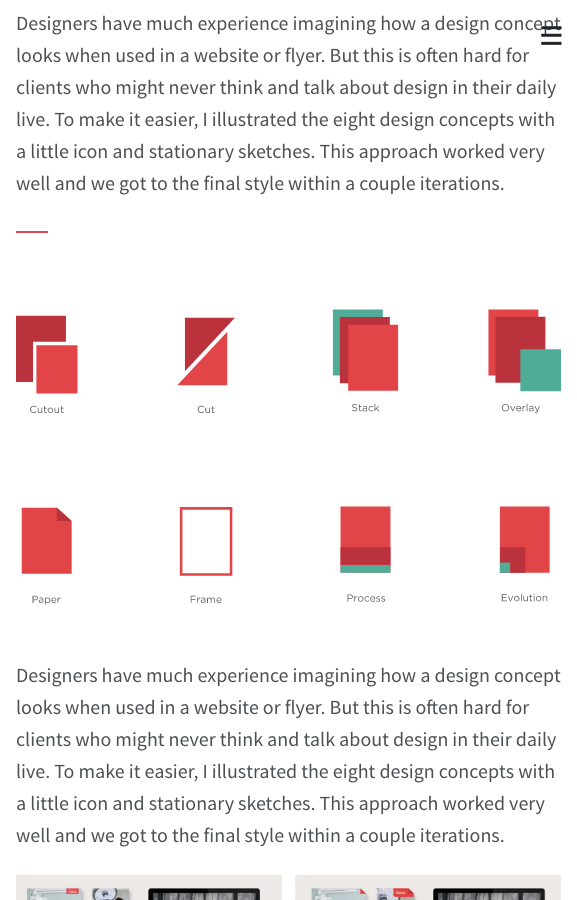 Designers have much experience imagining how a design concept
looks when used in a website or flyer. But this is often hard for
clients who might never think and talk about design in their daily
live. To make it easier, I illustrated the eight design concepts with
a little icon and stationary sketches. This approach worked very
well and we got to the final style within a couple iterations.
Cutout
Cut
Stack
Overlay
Paper
Frame
Process
Evolution
Designers have much experience imagining how a design concept
looks when used in a website or flyer. But this is often hard for
clients who might never think and talk about design in their daily
live. To make it easier, I illustrated the eight design concepts with
a little icon and stationary sketches. This approach worked very
well and we got to the final style within a couple iterations.